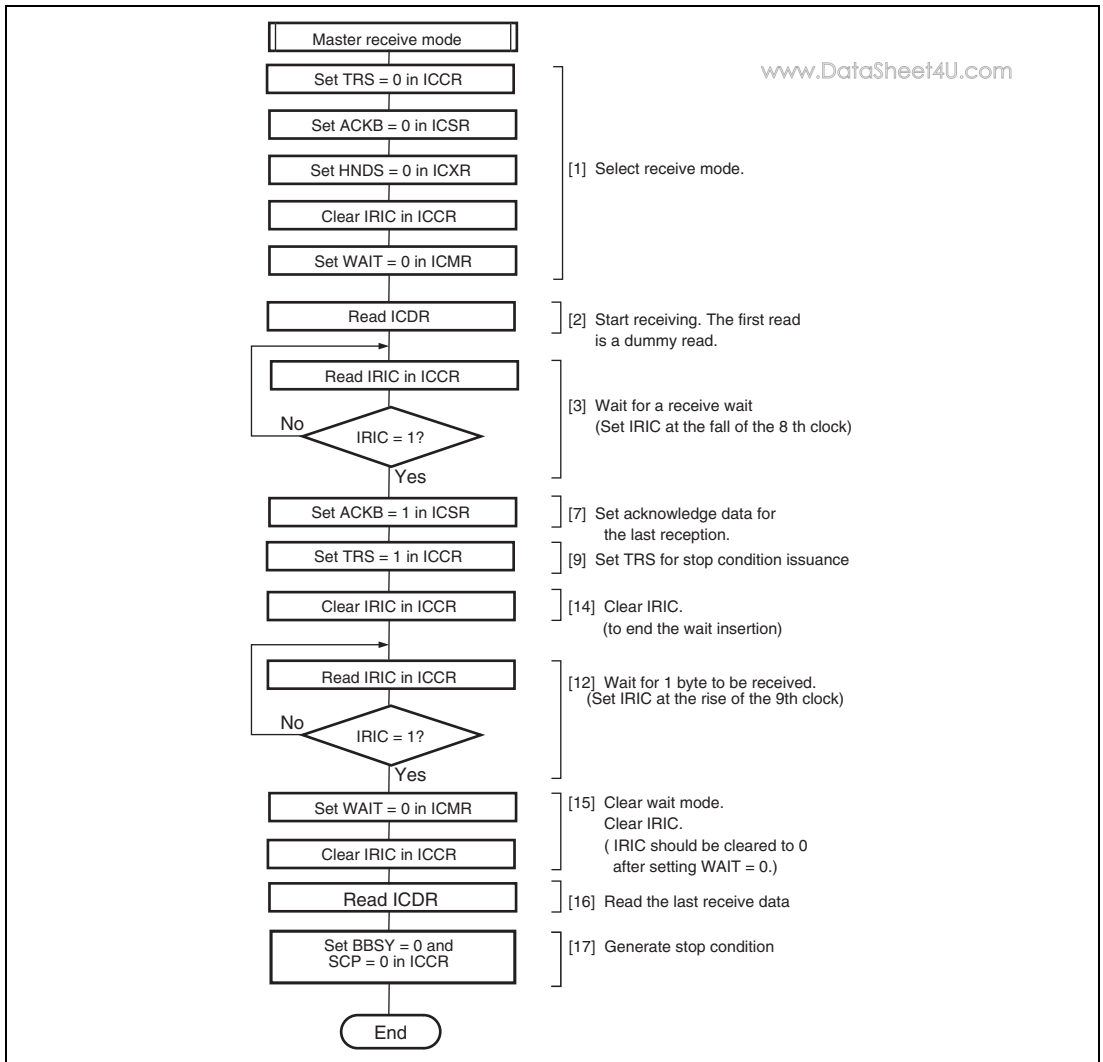 Master receive mode
www.DataSheet4U.com
Set TRS = 0 in ICCR
Set ACKB = 0 in ICSR
Set HNDS = 0 in ICXR
[1] Select receive mode.
Clear IRIC in ICCR
Set WAIT = 0 in ICMR
Read ICDR
[2] Start receiving. The first read
is a dummy read.
Read IRIC in ICCR
[3] Wait for a receive wait
(Set IRIC at the fall of the 8 th clock)
No
IRIC = 1?
Yes
Set ACKB = 1 in ICSR
[7] Set acknowledge data for
the last reception.
Set TRS = 1 in ICCR
[9] Set TRS for stop condition issuance
Clear IRIC in ICCR
[14] Clear IRIC.
(to end the wait insertion)
Read IRIC in ICCR
[12] Wait for 1 byte to be received.
(Set IRIC at the rise of the 9th clock)
No
IRIC = 1?
Yes
Set WAIT = 0 in ICMR
[15] Clear wait mode.
Clear IRIC.
( IRIC should be cleared to 0
after setting WAIT = 0.)
Clear IRIC in ICCR
Read ICDR
[16] Read the last receive data
Set BBSY = 0 and
SCP = 0 in ICCR
[17] Generate stop condition
End